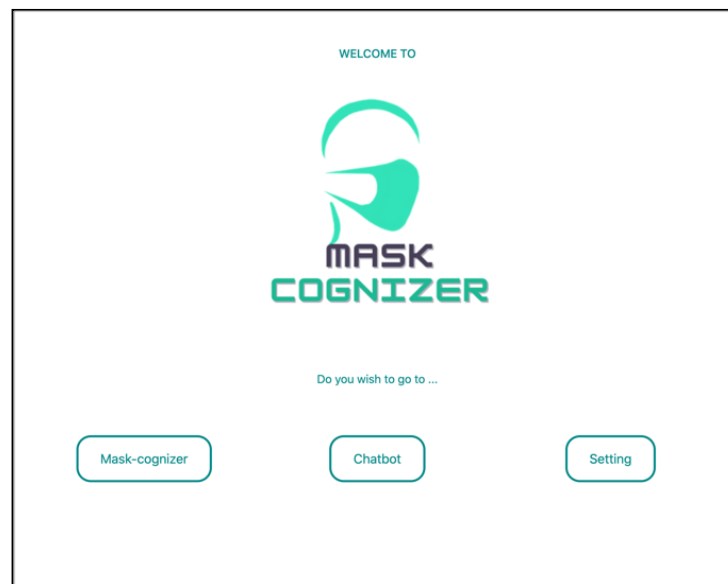 WELCOME TO
MASK
COGNIZER
Do you wish to go to ...
Mask-cognizer
Chatbot
Setting